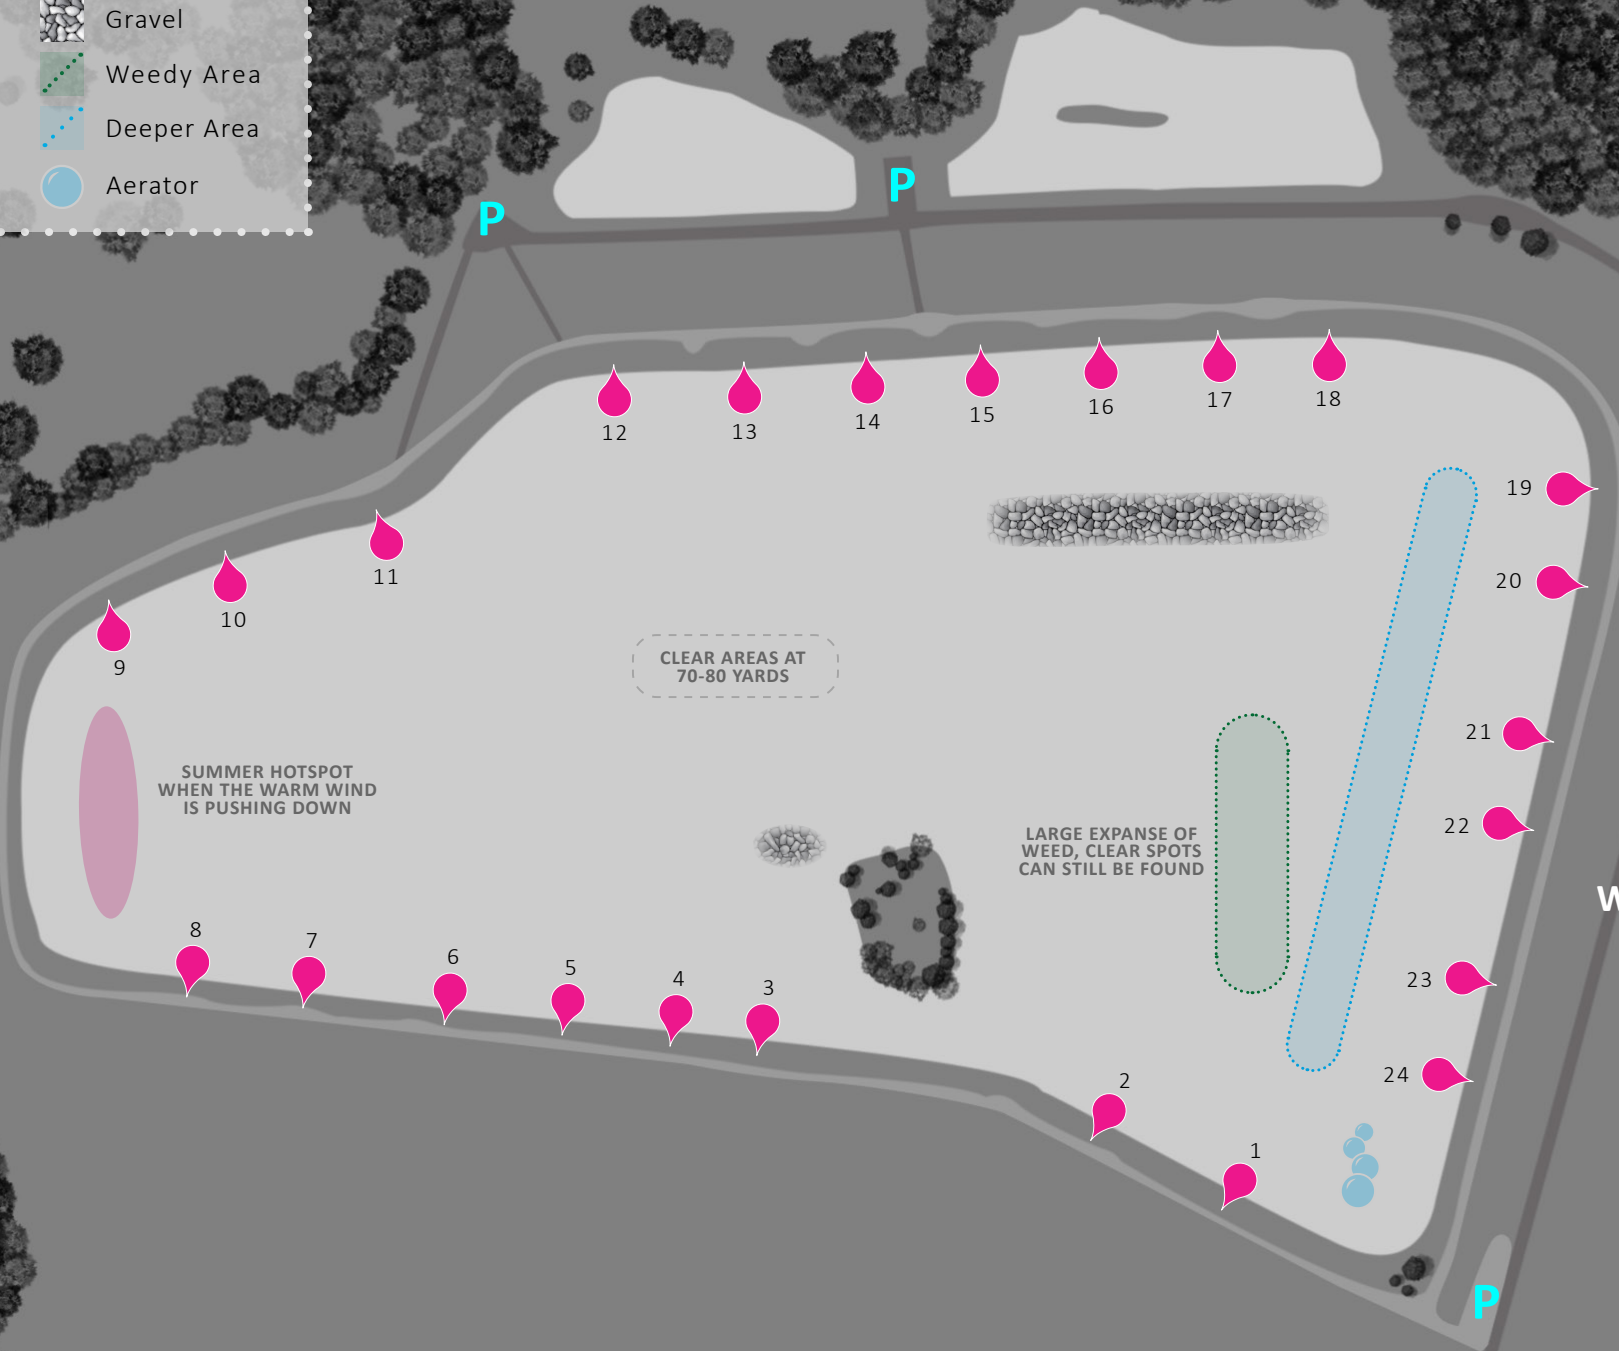 Gravel
Weedy Area
Deeper Area
Aerator
P
P
12
13
14
15
16
17
18
19
20
11
10
9
CLEAR AREAS AT
70-80 YARDS
21
SUMMER HOTSPOT
WHEN THE WARM WIND
IS PUSHING DOWN
22
LARGE EXPANSE OF
WEED, CLEAR SPOTS
CAN STILL BE FOUND
W
8
7
6
5
4
3
23
24
2
1
P